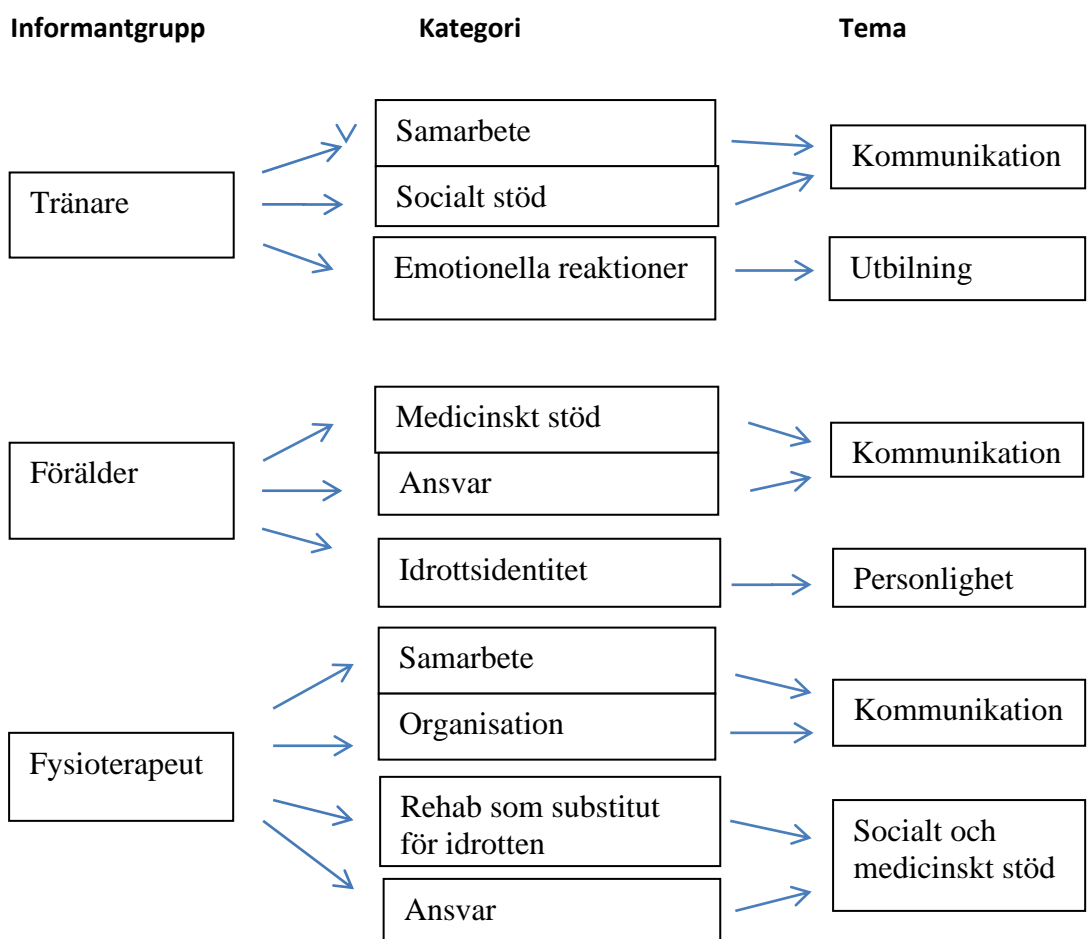 Informantgrupp Kategori Tema
Samarbete
Kommunikation
Tränare
Socialt stöd
Emotionella reaktioner
Utbilning
Medicinskt stöd
Kommunikation
Förälder
Ansvar
Idrottsidentitet
Personlighet
Samarbete
Kommunikation
Organisation
Fysioterapeut
Rehab som substitut
för idrotten
Socialt och
medicinskt stöd
Ansvar